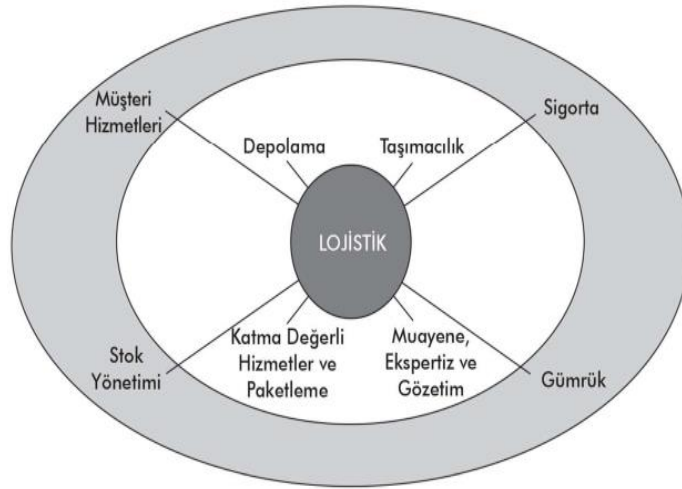 Müşteri
Hizmetleri
Sigorta
Depolama
Taşımacılık
LOJİSTİK
Katma Değerli
Hizmetler ve
Paketleme
Muayene,
Ekspertiz ve
Gözetim
Stok
Yönetimi
Gümrük